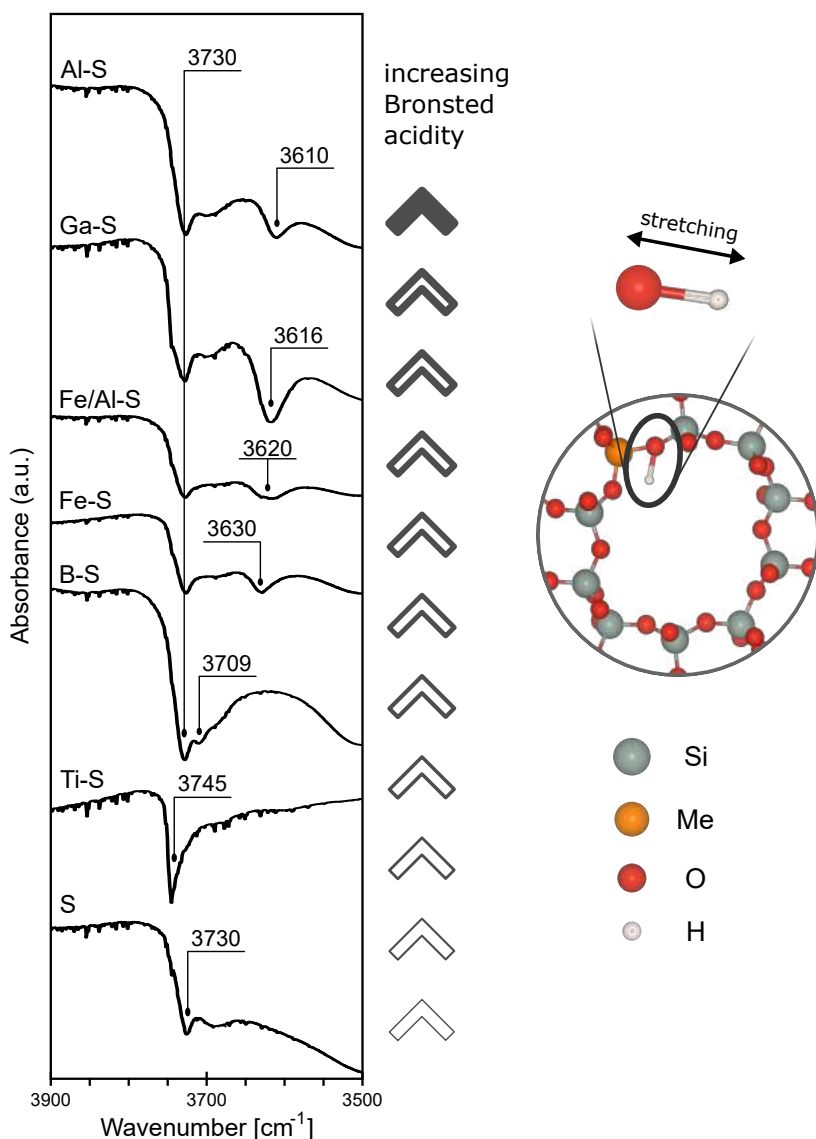 Al-S
3730
increasing
Bronsted
acidity
3610
Ga-S
stretching
3616
Fe/Al-S
3620
Fe-S
3630
B-S
3709
Ti-S
3745
S
3730
Absorbance (a.u.)
3900
3700
3500
Wavenumber [cm⁻¹]
Si
Me
O
H